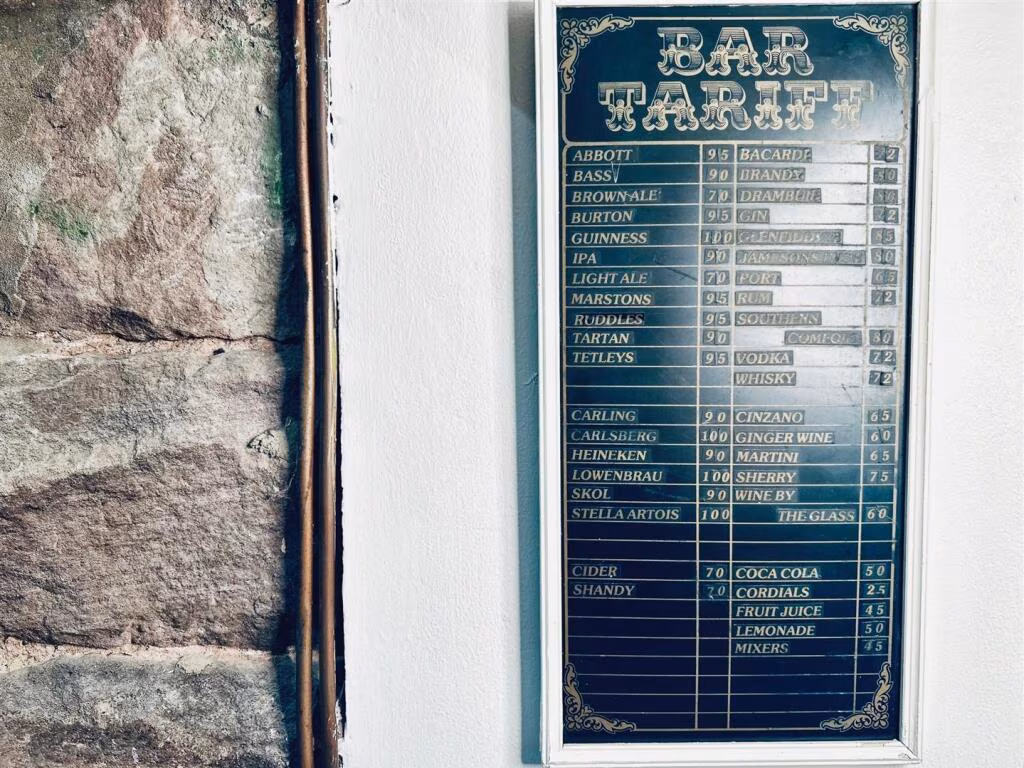 BAR
TARIFF
ABBOTT 95 BACARDI 72
BASS 90 BRANDY 80
BROWN ALE 70 DRAMBUIE
BURTON 95 GIN 72
GUINNESS 100 GLENFIDDICH 85
IPA 90 JAMESONS 80
LIGHT ALE 70 PORT 65
MARSTONS 95 RUM 72
RUDDLES 95 SOUTHERN
TARTAN 90 COMFORT 80
TETLEYS 95 VODKA 72
WHISKY 72
CARLING 90 CINZANO 65
CARLSBERG 100 GINGER WINE 60
HEINEKEN 90 MARTINI 65
LOWENBRAU 100 SHERRY 75
SKOL 90 WINE BY
STELLA ARTOIS 100 THE GLASS 60
CIDER 70 COCA COLA 50
SHANDY 70 CORDIALS 25
FRUIT JUICE 45
LEMONADE 50
MIXERS 45